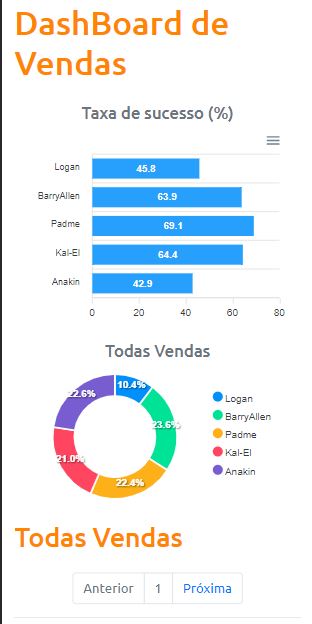 DashBoard de
Vendas
Taxa de sucesso (%)
Logan 45.8
BarryAllen 63.9
Padme 69.1
Kal-El 64.4
Anakin 42.9
0 20 40 60 80
Todas Vendas
22.6% 10.4%
23.6%
21.0%
22.4%
Logan
BarryAllen
Padme
Kal-El
Anakin
Todas Vendas
Anterior 1 Próxima